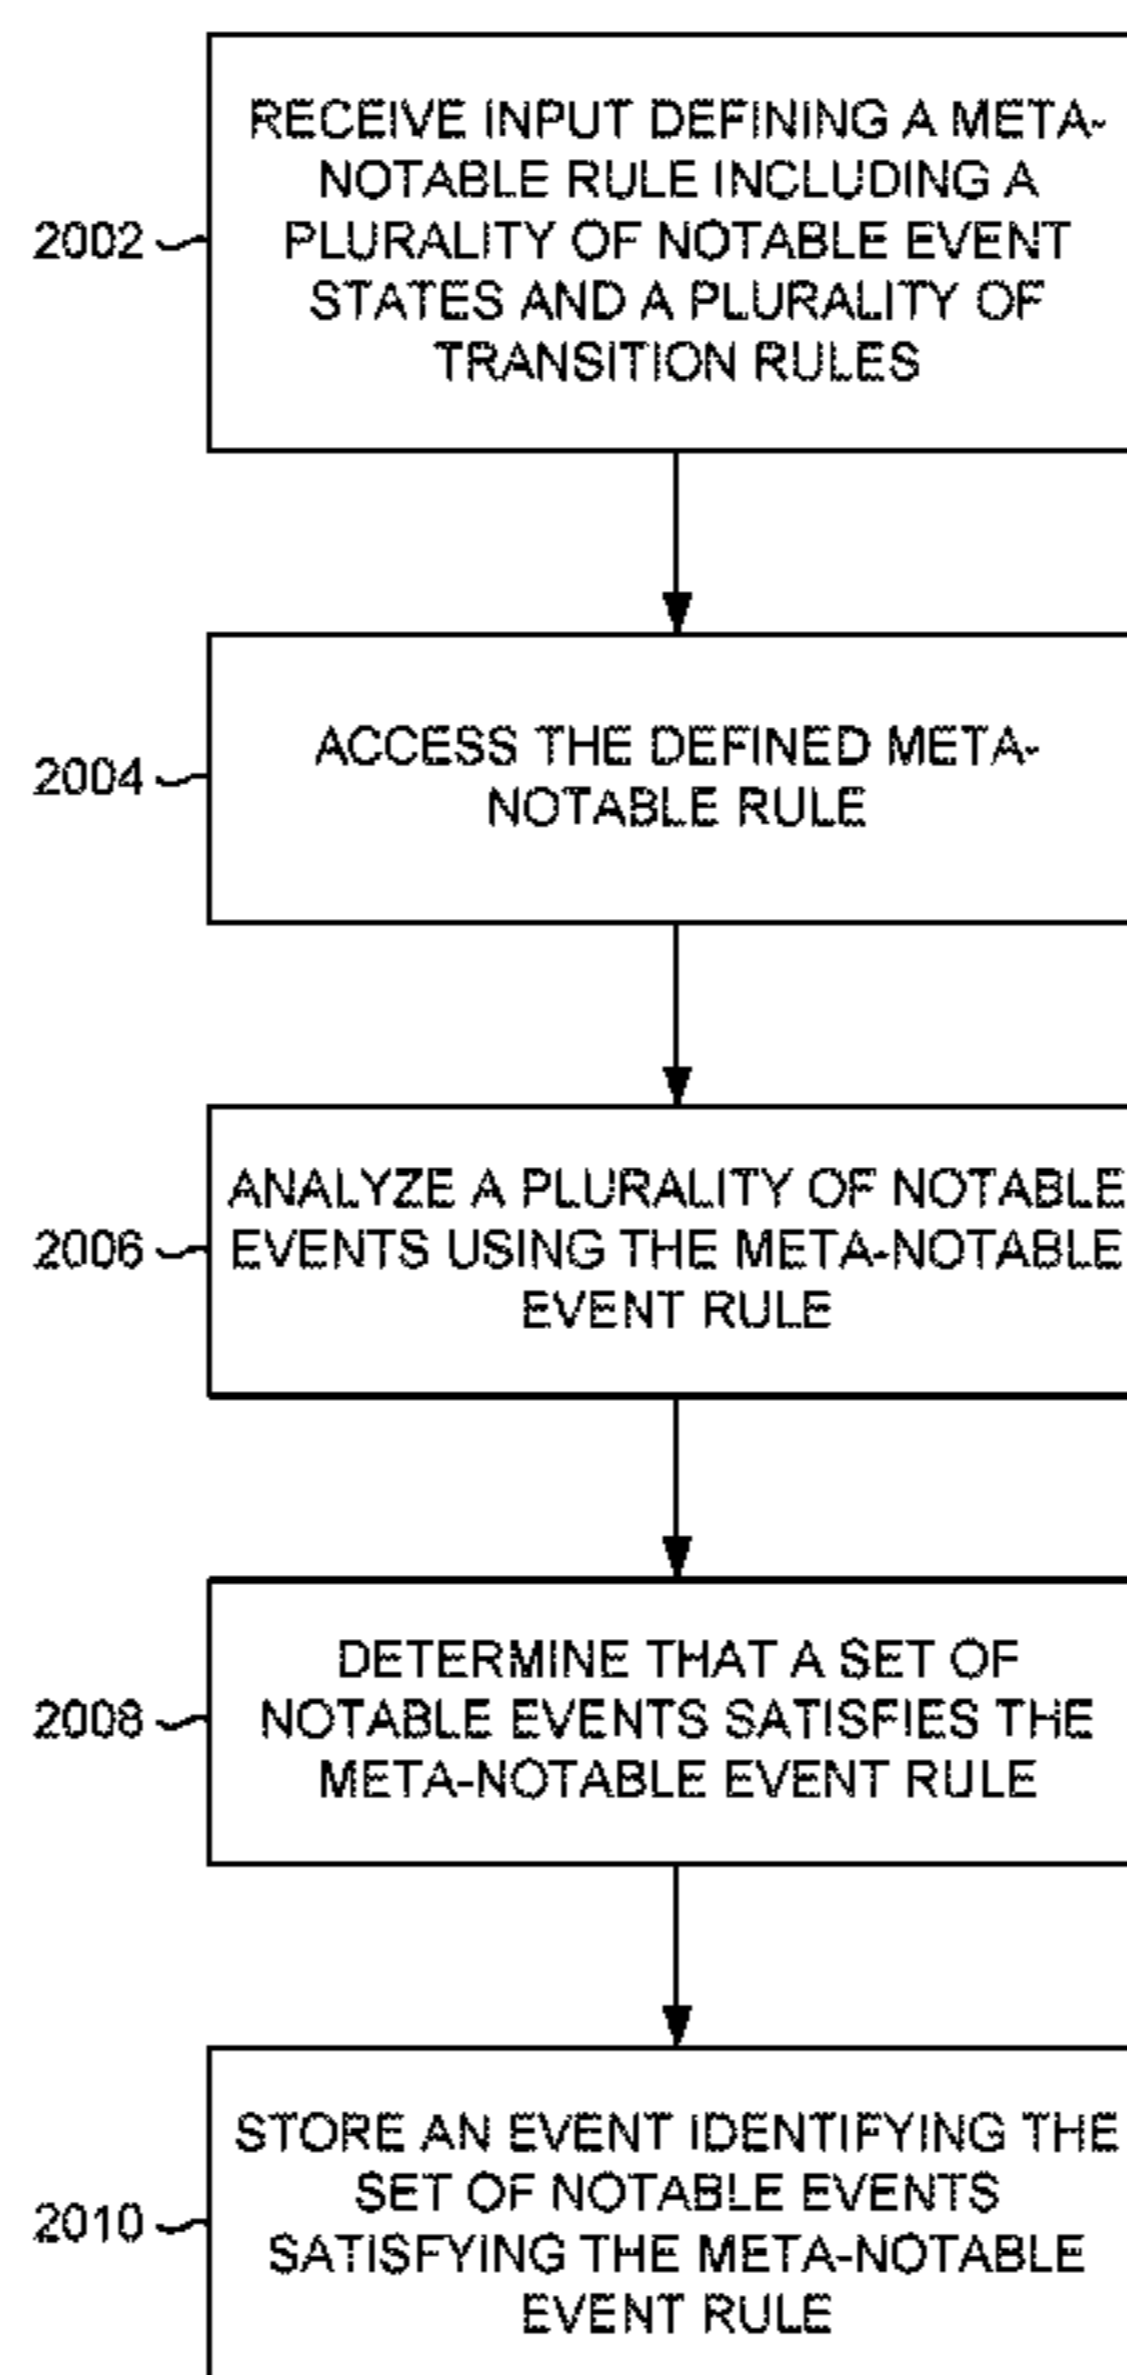 RECEIVE INPUT DEFINING A META-
NOTABLE RULE INCLUDING A
2002
PLURALITY OF NOTABLE EVENT
STATES AND A PLURALITY OF
TRANSITION RULES
2004
ACCESS THE DEFINED META-
NOTABLE RULE
ANALYZE A PLURALITY OF NOTABLE
2006
EVENTS USING THE META-NOTABLE
EVENT RULE
DETERMINE THAT A SET OF
2008
NOTABLE EVENTS SATISFIES THE
META-NOTABLE EVENT RULE
STORE AN EVENT IDENTIFYING THE
SET OF NOTABLE EVENTS
2010
SATISFYING THE META-NOTABLE
EVENT RULE